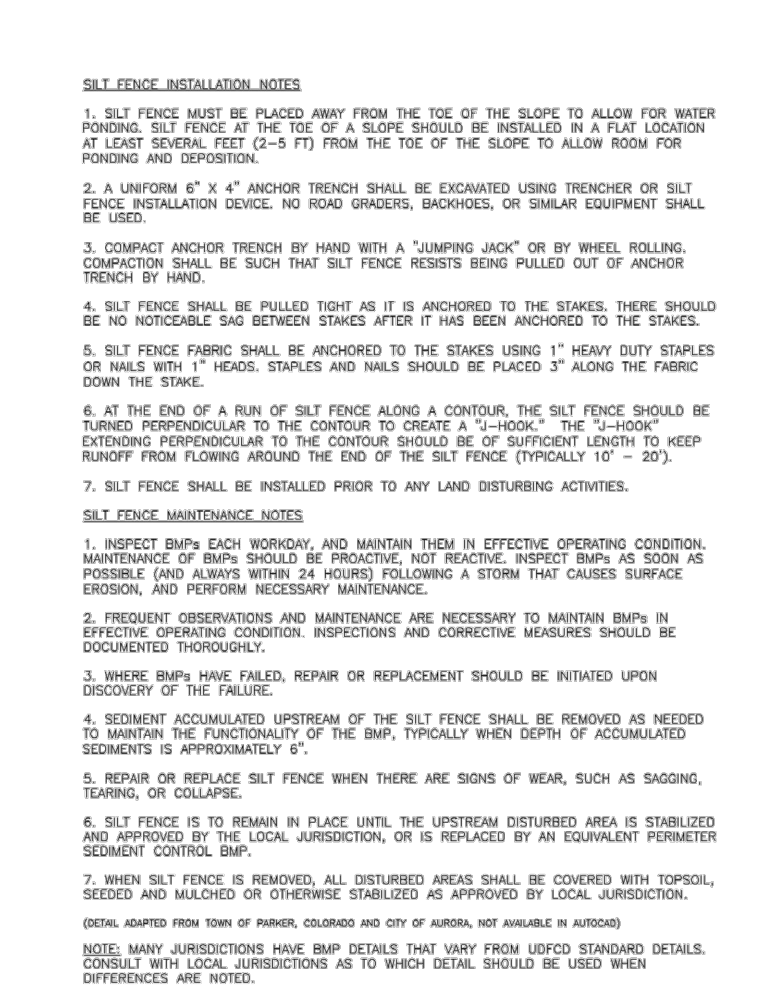 SILT FENCE INSTALLATION NOTES
1. SILT FENCE MUST BE PLACED AWAY FROM THE TOE OF THE SLOPE TO ALLOW FOR WATER
PONDING. SILT FENCE AT THE TOE OF A SLOPE SHOULD BE INSTALLED IN A FLAT LOCATION
AT LEAST SEVERAL FEET (2-5 FT) FROM THE TOE OF THE SLOPE TO ALLOW ROOM FOR
PONDING AND DEPOSITION.
2. A UNIFORM 6" X 4" ANCHOR TRENCH SHALL BE EXCAVATED USING TRENCHER OR SILT
FENCE INSTALLATION DEVICE. NO ROAD GRADERS, BACKHOES, OR SIMILAR EQUIPMENT SHALL
BE USED.
3. COMPACT ANCHOR TRENCH BY HAND WITH A "JUMPING JACK" OR BY WHEEL ROLLING.
COMPACTION SHALL BE SUCH THAT SILT FENCE RESISTS BEING PULLED OUT OF ANCHOR
TRENCH BY HAND.
4. SILT FENCE SHALL BE PULLED TIGHT AS IT IS ANCHORED TO THE STAKES. THERE SHOULD
BE NO NOTICEABLE SAG BETWEEN STAKES AFTER IT HAS BEEN ANCHORED TO THE STAKES.
5. SILT FENCE FABRIC SHALL BE ANCHORED TO THE STAKES USING 1" HEAVY DUTY STAPLES
OR NAILS WITH 1" HEADS. STAPLES AND NAILS SHOULD BE PLACED 3" ALONG THE FABRIC
DOWN THE STAKE.
6. AT THE END OF A RUN OF SILT FENCE ALONG A CONTOUR, THE SILT FENCE SHOULD BE
TURNED PERPENDICULAR TO THE CONTOUR TO CREATE A "J-HOOK." THE "J-HOOK"
EXTENDING PERPENDICULAR TO THE CONTOUR SHOULD BE OF SUFFICIENT LENGTH TO KEEP
RUNOFF FROM FLOWING AROUND THE END OF THE SILT FENCE (TYPICALLY 10' - 20').
7. SILT FENCE SHALL BE INSTALLED PRIOR TO ANY LAND DISTURBING ACTIVITIES.
SILT FENCE MAINTENANCE NOTES
1. INSPECT BMPs EACH WORKDAY, AND MAINTAIN THEM IN EFFECTIVE OPERATING CONDITION.
MAINTENANCE OF BMPs SHOULD BE PROACTIVE, NOT REACTIVE. INSPECT BMPs AS SOON AS
POSSIBLE (AND ALWAYS WITHIN 24 HOURS) FOLLOWING A STORM THAT CAUSES SURFACE
EROSION, AND PERFORM NECESSARY MAINTENANCE.
2. FREQUENT OBSERVATIONS AND MAINTENANCE ARE NECESSARY TO MAINTAIN BMPs IN
EFFECTIVE OPERATING CONDITION. INSPECTIONS AND CORRECTIVE MEASURES SHOULD BE
DOCUMENTED THOROUGHLY.
3. WHERE BMPs HAVE FAILED, REPAIR OR REPLACEMENT SHOULD BE INITIATED UPON
DISCOVERY OF THE FAILURE.
4. SEDIMENT ACCUMULATED UPSTREAM OF THE SILT FENCE SHALL BE REMOVED AS NEEDED
TO MAINTAIN THE FUNCTIONALITY OF THE BMP, TYPICALLY WHEN DEPTH OF ACCUMULATED
SEDIMENTS IS APPROXIMATELY 6".
5. REPAIR OR REPLACE SILT FENCE WHEN THERE ARE SIGNS OF WEAR, SUCH AS SAGGING,
TEARING, OR COLLAPSE.
6. SILT FENCE IS TO REMAIN IN PLACE UNTIL THE UPSTREAM DISTURBED AREA IS STABILIZED
AND APPROVED BY THE LOCAL JURISDICTION, OR IS REPLACED BY AN EQUIVALENT PERIMETER
SEDIMENT CONTROL BMP.
7. WHEN SILT FENCE IS REMOVED, ALL DISTURBED AREAS SHALL BE COVERED WITH TOPSOIL,
SEEDED AND MULCHED OR OTHERWISE STABILIZED AS APPROVED BY LOCAL JURISDICTION.
(DETAIL ADAPTED FROM TOWN OF PARKER, COLORADO AND CITY OF AURORA, NOT AVAILABLE IN AUTOCAD)
NOTE: MANY JURISDICTIONS HAVE BMP DETAILS THAT VARY FROM UDFCD STANDARD DETAILS.
CONSULT WITH LOCAL JURISDICTIONS AS TO WHICH DETAIL SHOULD BE USED WHEN
DIFFERENCES ARE NOTED.